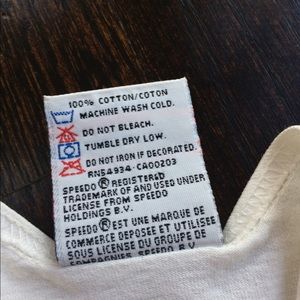 100% COTTON/COTON
MACHINE WASH COLD.
DO NOT BLEACH.
TUMBLE DRY LOW.
DO NOT IRON IF DECORATED.
RN54934-CA00203
SPEEDO®REGISTERED
TRADEMARK OF AND USED UNDER
LICENSE FROM SPEEDO
HOLDINGS B.V.
SPEEDO®EST UNE MARQUE DE
COMMERCE DEPOSEE ET UTILISEE
SOUS LICENSE DU GROUPE DE
COMPAGNIES SPEEDO B.V.